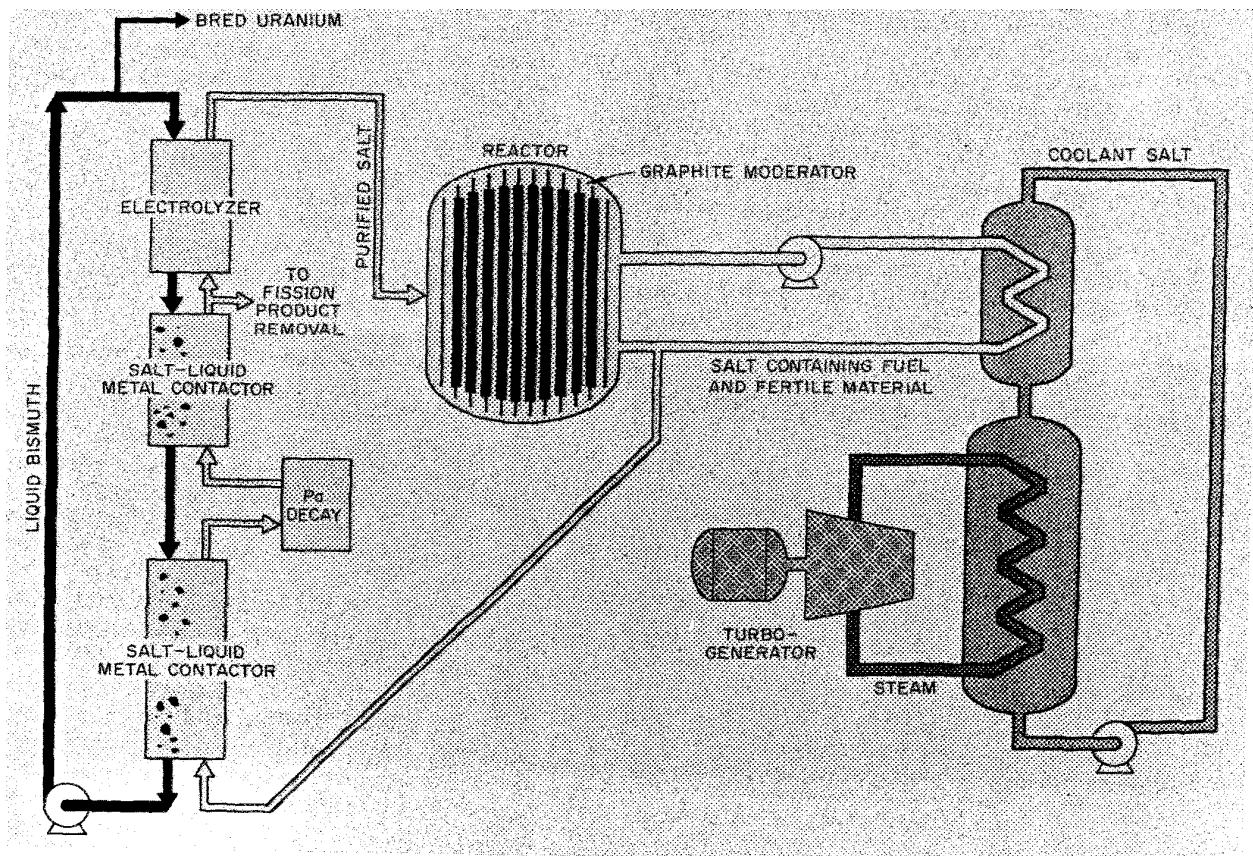 BRED URANIUM
ELECTROLYZER
TO
FISSION
PRODUCT
REMOVAL
SALT-LIQUID
METAL CONTACTOR
LIQUID BISMUTH
Pa
DECAY
SALT-LIQUID
METAL CONTACTOR
PURIFIED SALT
REACTOR
GRAPHITE MODERATOR
COOLANT SALT
SALT CONTAINING FUEL
AND FERTILE MATERIAL
TURBO-
GENERATOR
STEAM